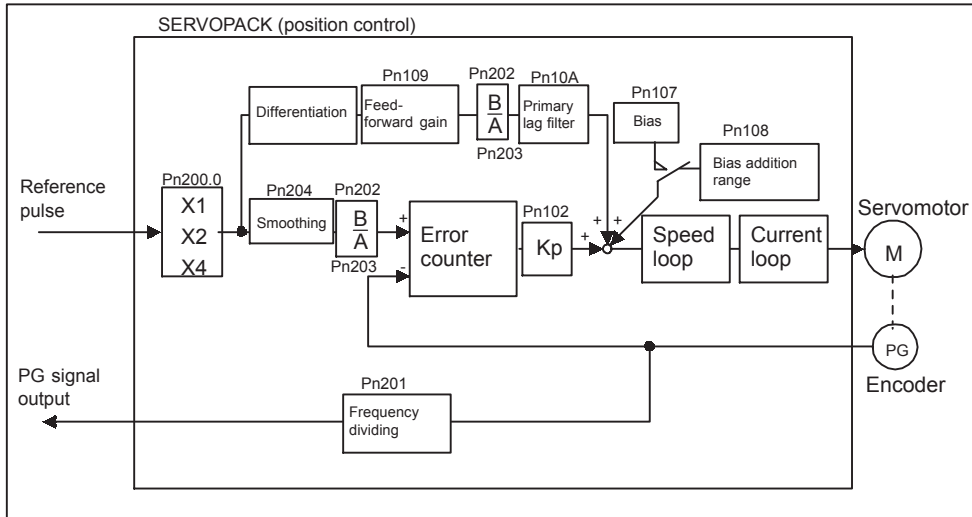 SERVOPACK (position control)
Pn109
Pn202
Pn10A
Pn107
Differentiation
Feed-
forward gain
B
A
Primary
lag filter
Bias
Pn108
Pn203
Bias addition
range
Reference
pulse
Pn200.0
X1
X2
X4
Pn204
Smoothing
Pn202
B
A
Pn203
+
-
Error
counter
Pn102
Kp
+
+
+
Speed
loop
Current
loop
Servomotor
M
PG
Encoder
PG signal
output
Pn201
Frequency
dividing